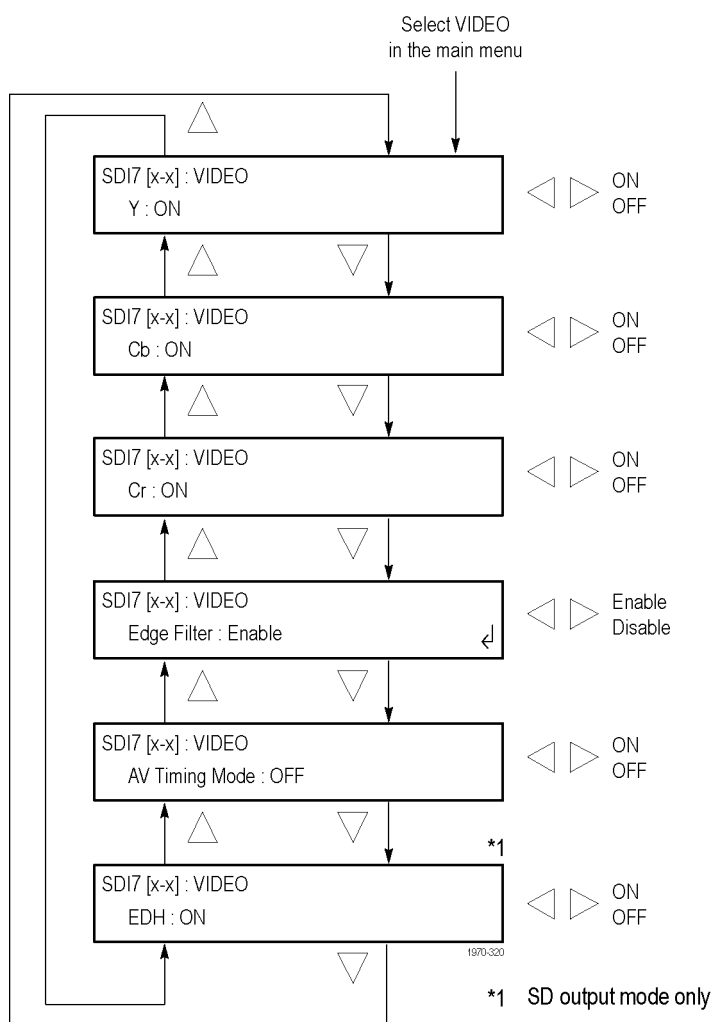 Select VIDEO
in the main menu
SDI7 [x-x] : VIDEO
Y : ON
ON
OFF
SDI7 [x-x] : VIDEO
Cb : ON
ON
OFF
SDI7 [x-x] : VIDEO
Cr : ON
ON
OFF
SDI7 [x-x] : VIDEO
Edge Filter : Enable
Enable
Disable
SDI7 [x-x] : VIDEO
AV Timing Mode : OFF
ON
OFF
*1
SDI7 [x-x] : VIDEO
EDH : ON
ON
OFF
1970-320
*1 SD output mode only